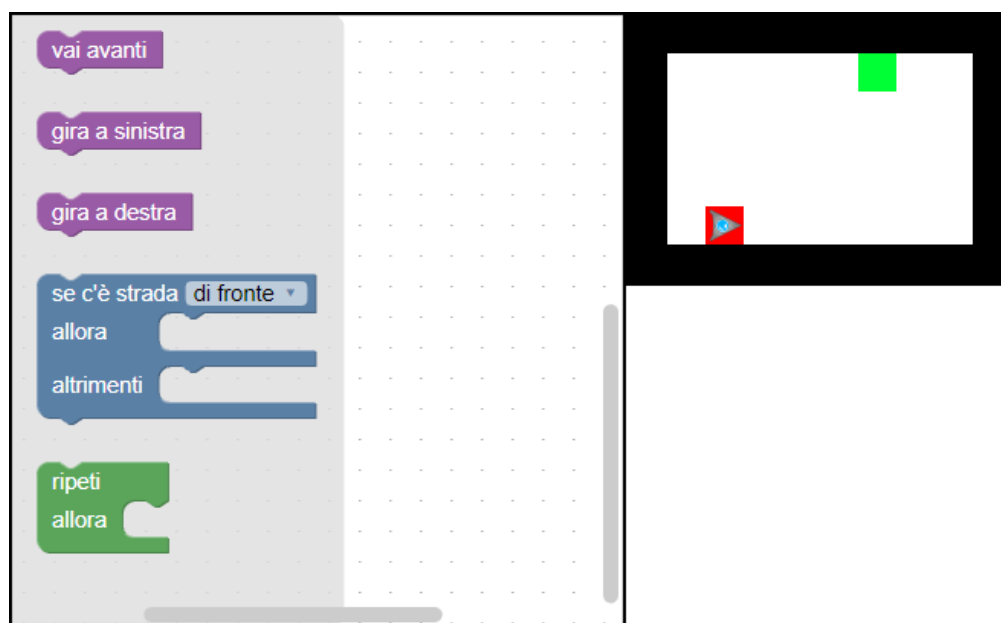 vai avanti
gira a sinistra
gira a destra
se c'è strada di fronte
allora
altrimenti
ripeti
allora